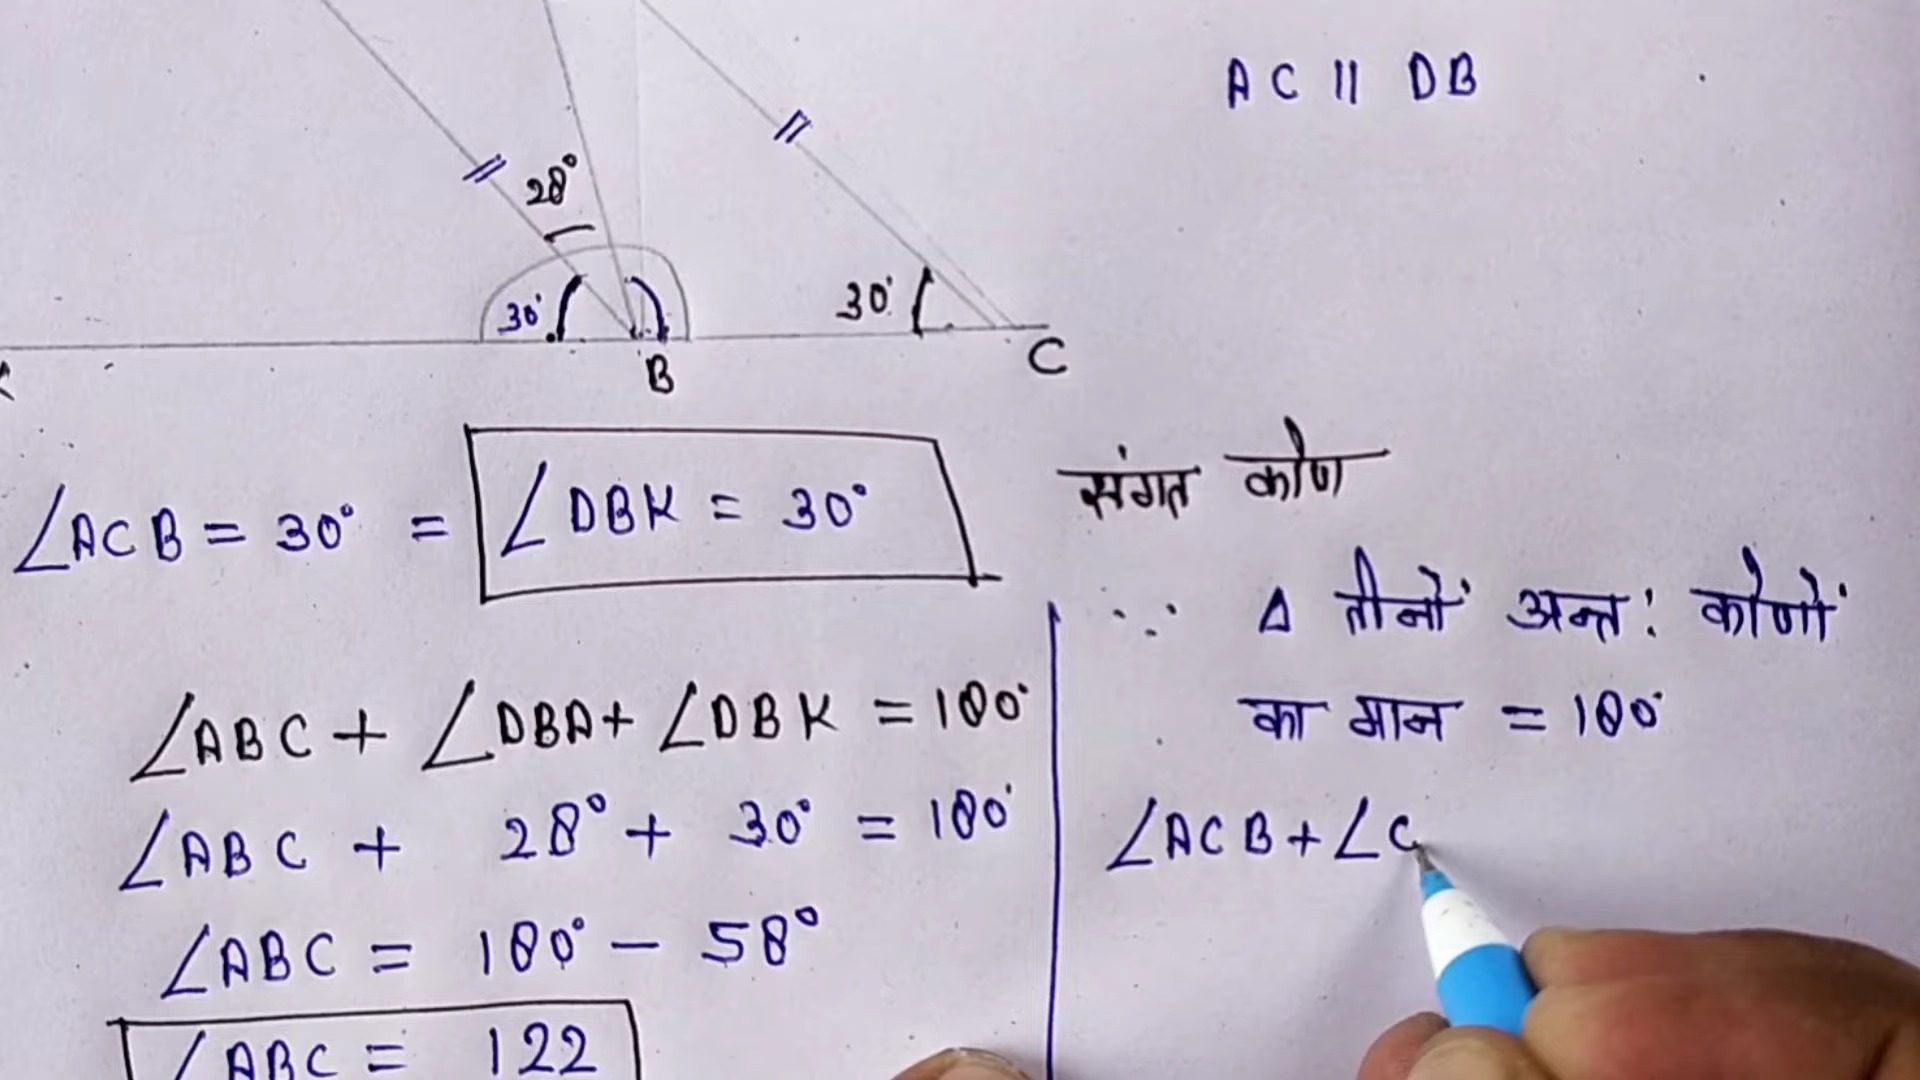 AC || DB
28°
30°
30°
B
C
∠ACB = 30° = ∠DBK = 30°
संगत कोण
∵ Δ तीनों अन्त: कोणों
का मान = 180°
∠ABC + ∠DBA + ∠DBK = 180°
∠ABC + 28° + 30° = 180°
∠ABC = 180° - 58°
∠ABC = 122
∠ACB + ∠C